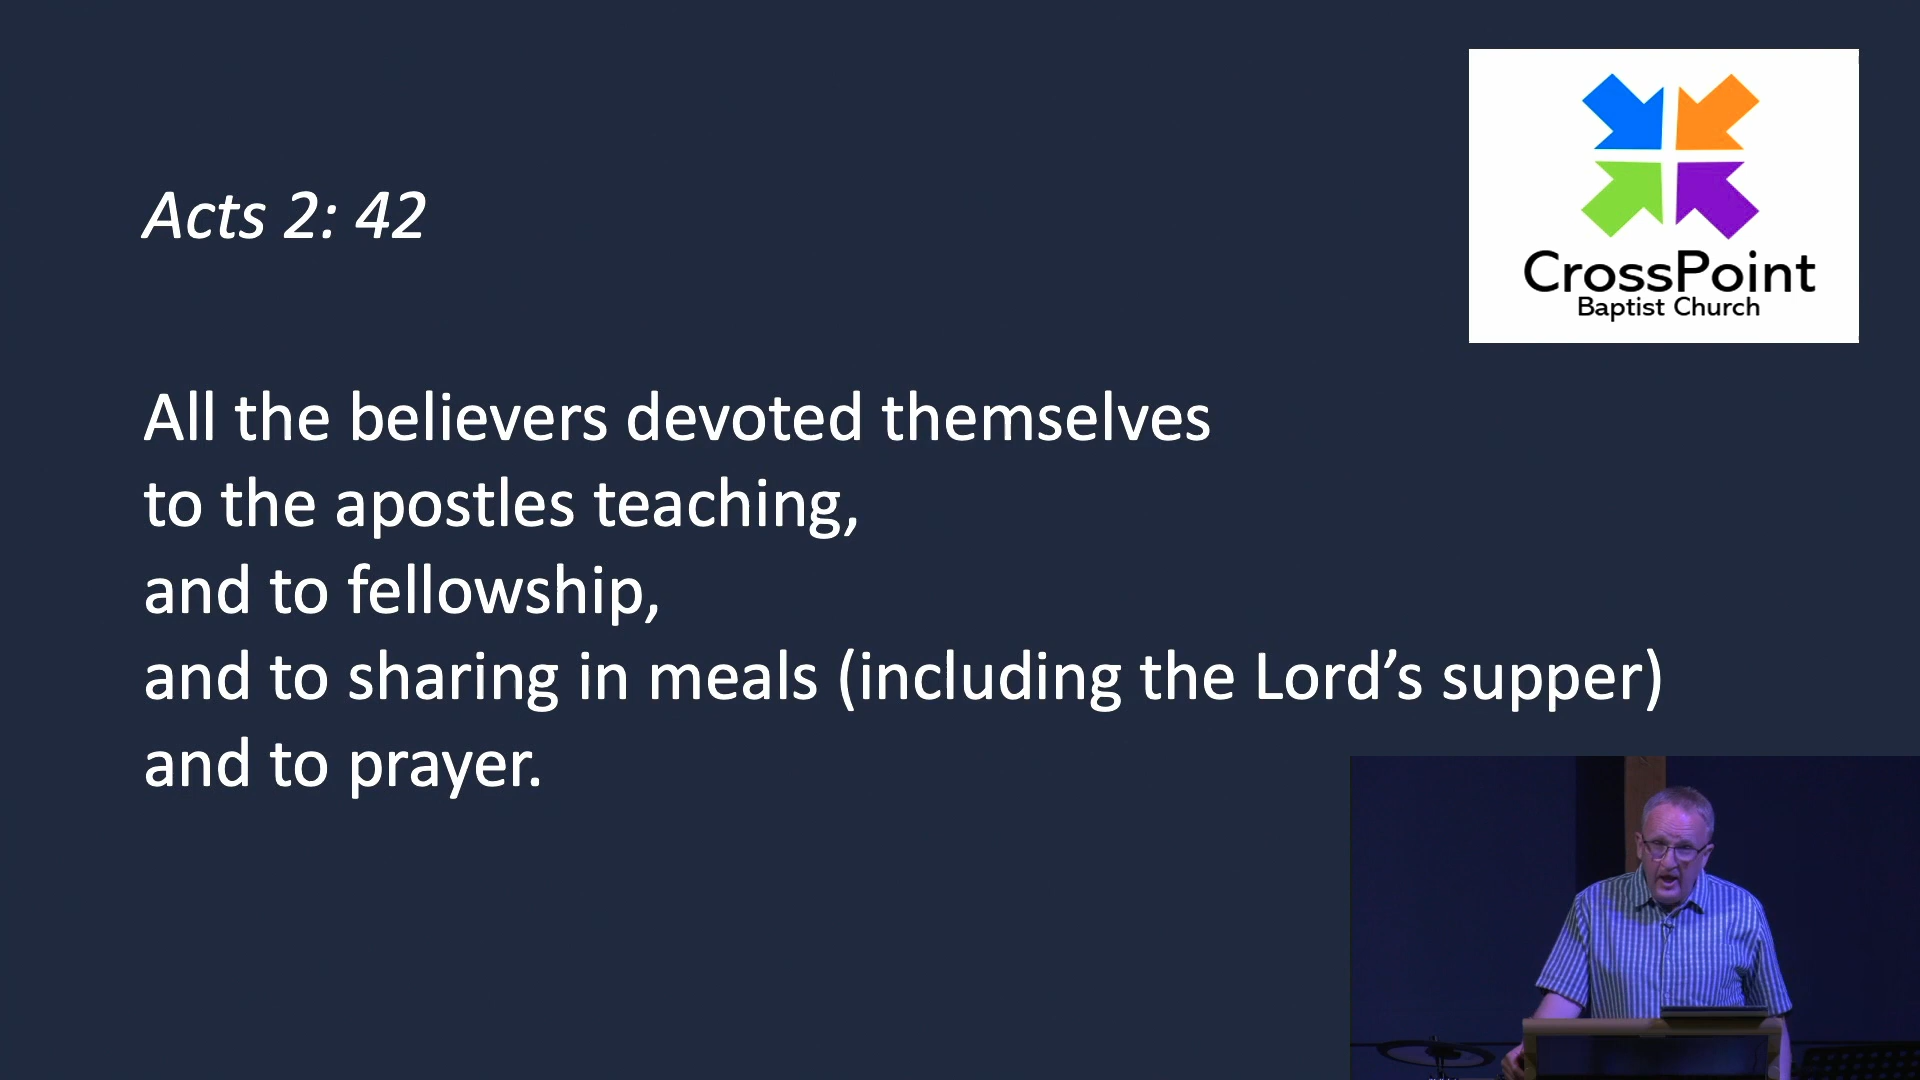 Acts 2: 42
CrossPoint
Baptist Church
All the believers devoted themselves
to the apostles teaching,
and to fellowship,
and to sharing in meals (including the Lord’s supper)
and to prayer.